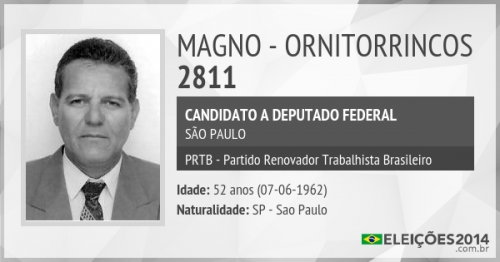 MAGNO - ORNITORRINCOS
2811
CANDIDATO A DEPUTADO FEDERAL
SÃO PAULO
PRTB - Partido Renovador Trabalhista Brasileiro
Idade: 52 anos (07-06-1962)
Naturalidade: SP - Sao Paulo
ELEIÇÕES2014
.com.br